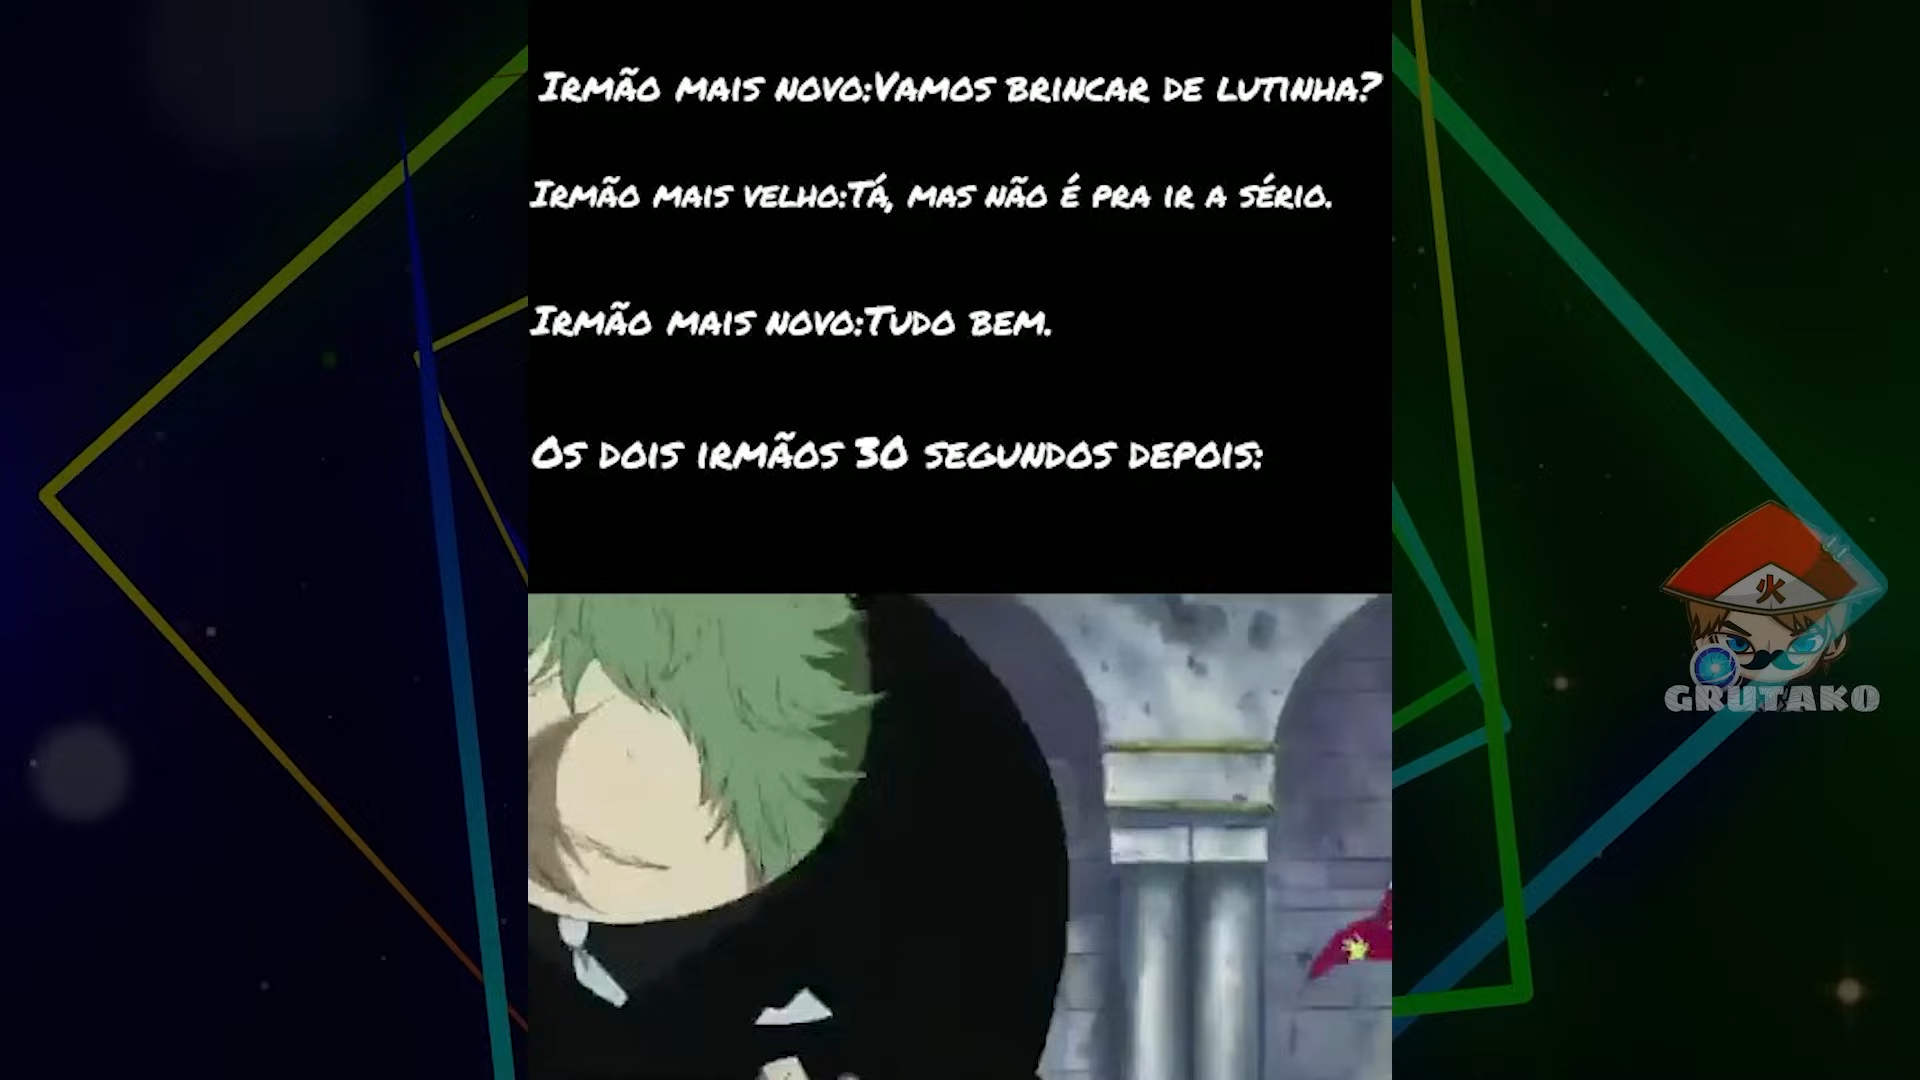 Irmão mais novo:Vamos brincar de lutinha?
Irmão mais velho:Tá, mas não é pra ir a sério.
Irmão mais novo:Tudo bem.
Os dois irmãos 30 segundos depois:
火
GRUTAKO